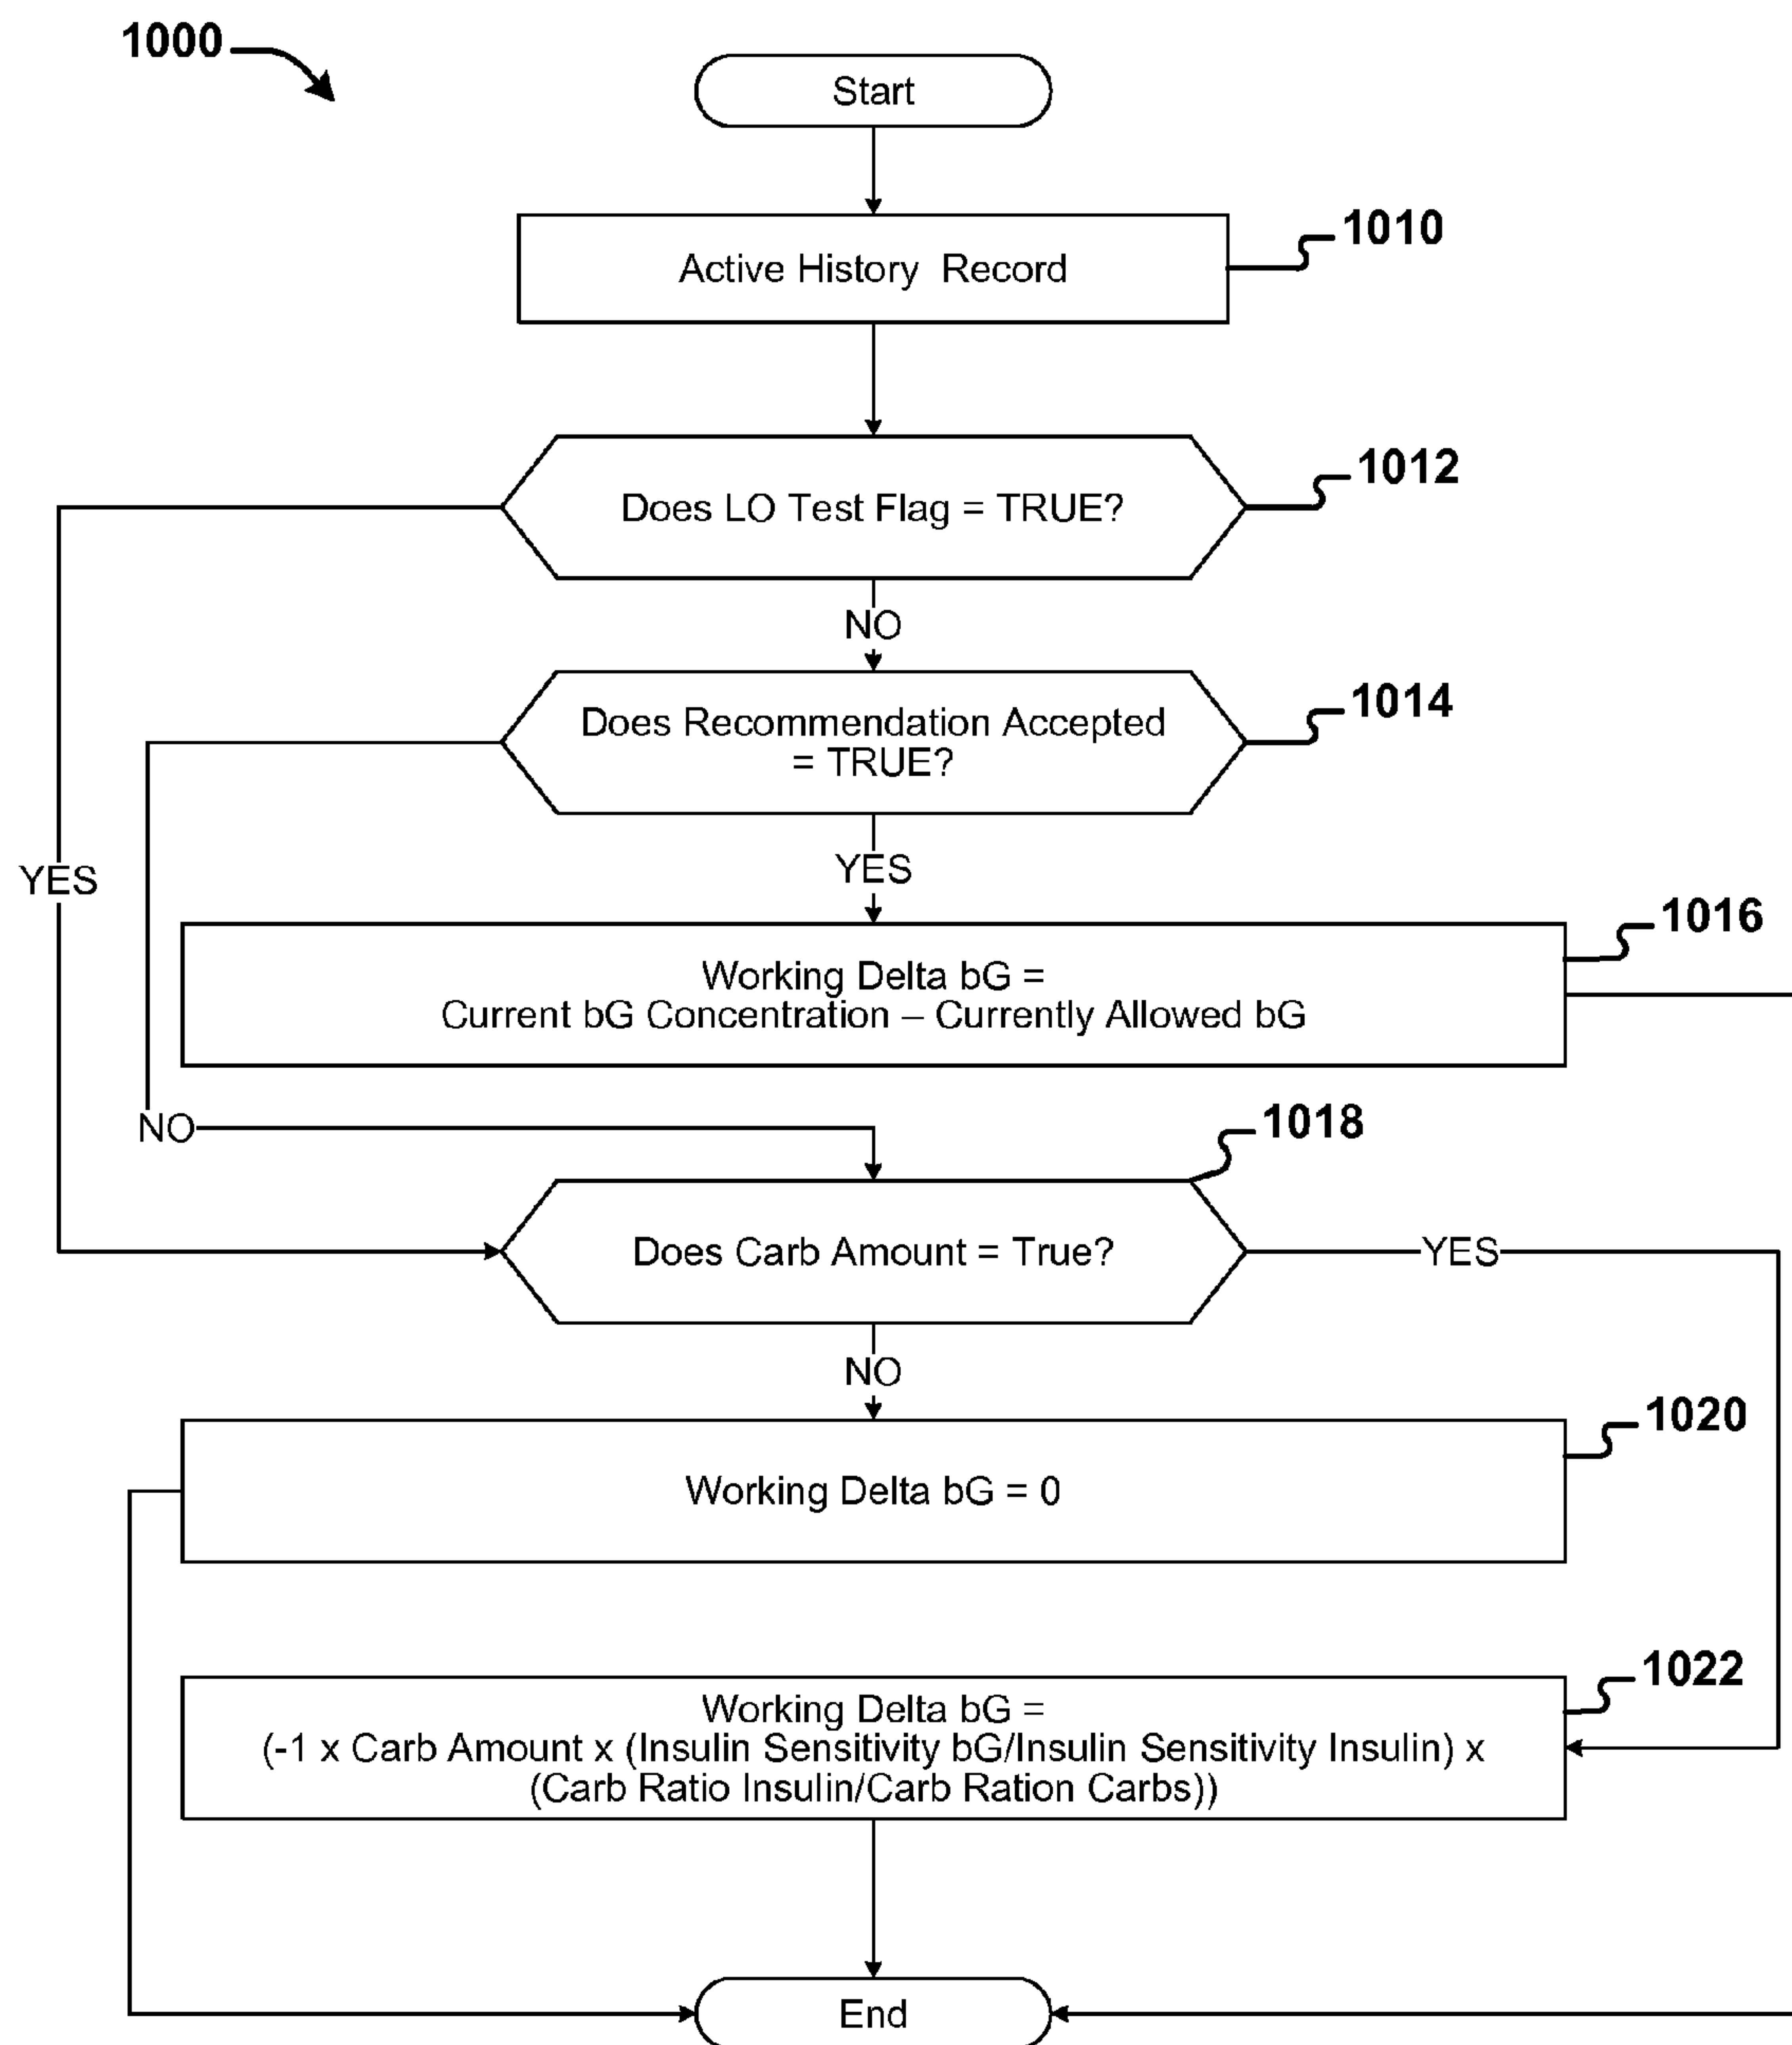 1000
Start
Active History Record
1010
Does LO Test Flag = TRUE?
1012
NO
Does Recommendation Accepted
= TRUE?
1014
YES
YES
Working Delta bG =
Current bG Concentration – Currently Allowed bG
1016
NO
1018
Does Carb Amount = True?
YES
NO
Working Delta bG = 0
1020
Working Delta bG =
(-1 x Carb Amount x (Insulin Sensitivity bG/Insulin Sensitivity Insulin) x
(Carb Ratio Insulin/Carb Ration Carbs))
1022
End